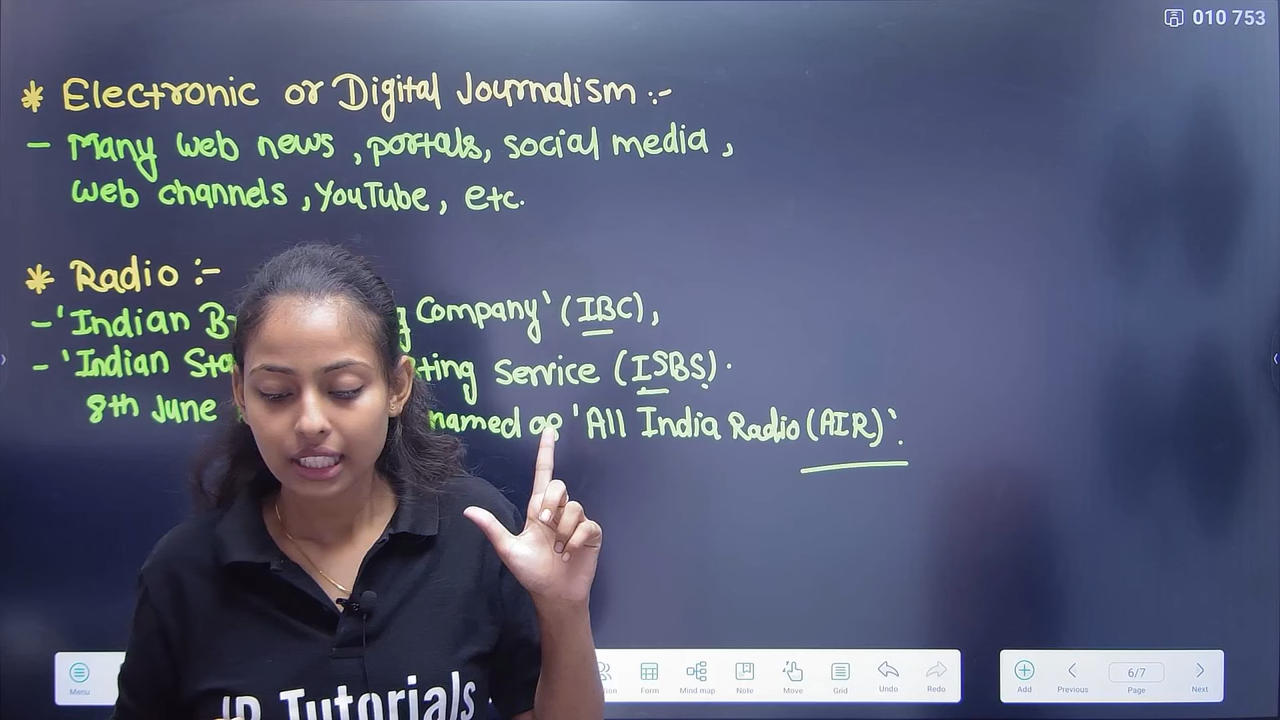 010 753
* Electronic or Digital Journalism :-
- Many web news , portals, social media ,
web channels , YouTube , etc.
* Radio :-
- 'Indian Company' (IBC),
- 'Indian Service (ISBS).
8th June named as 'All India Radio (AIR)'.
Tutorials
Menu
Form
Mind map
Note
Move
Grid
Undo
Redo
Add
Previous
6/7
Page
Next